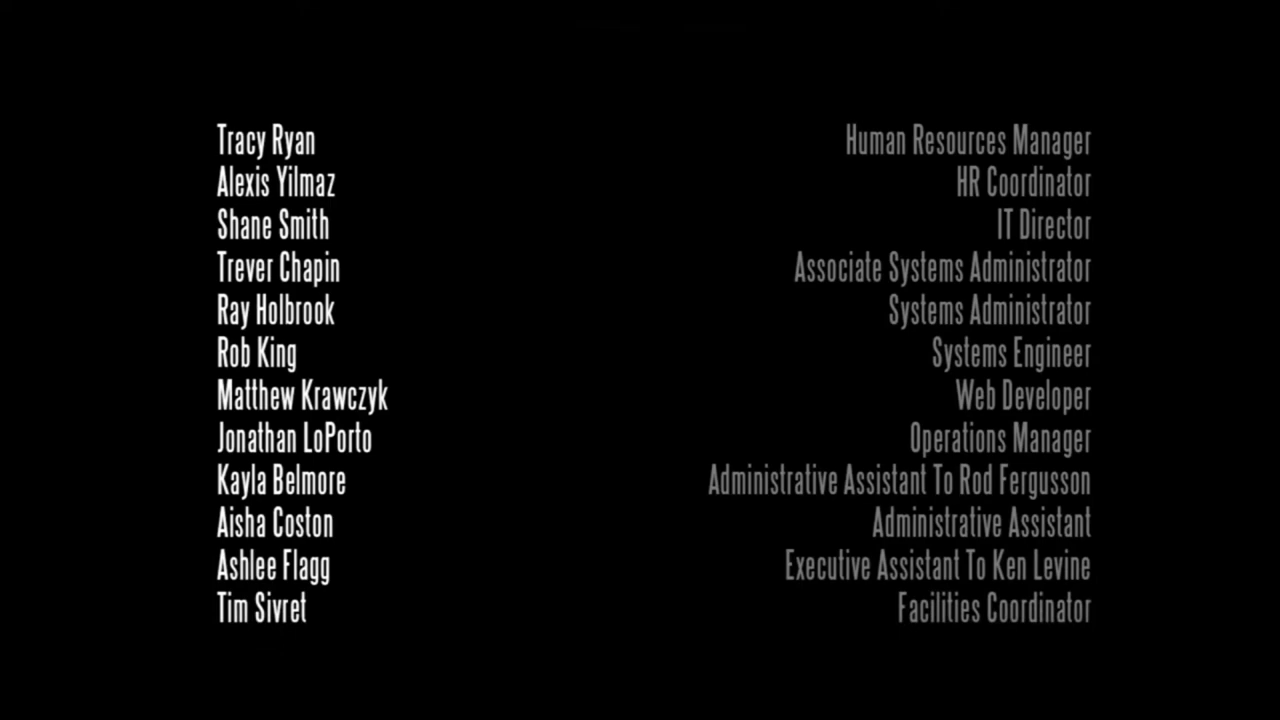 Tracy Ryan Human Resources Manager
Alexis Yilmaz HR Coordinator
Shane Smith IT Director
Trever Chapin Associate Systems Administrator
Ray Holbrook Systems Administrator
Rob King Systems Engineer
Matthew Krawczyk Web Developer
Jonathan LoPorto Operations Manager
Kayla Belmore Administrative Assistant To Rod Fergusson
Aisha Coston Administrative Assistant
Ashlee Flagg Executive Assistant To Ken Levine
Tim Sivret Facilities Coordinator